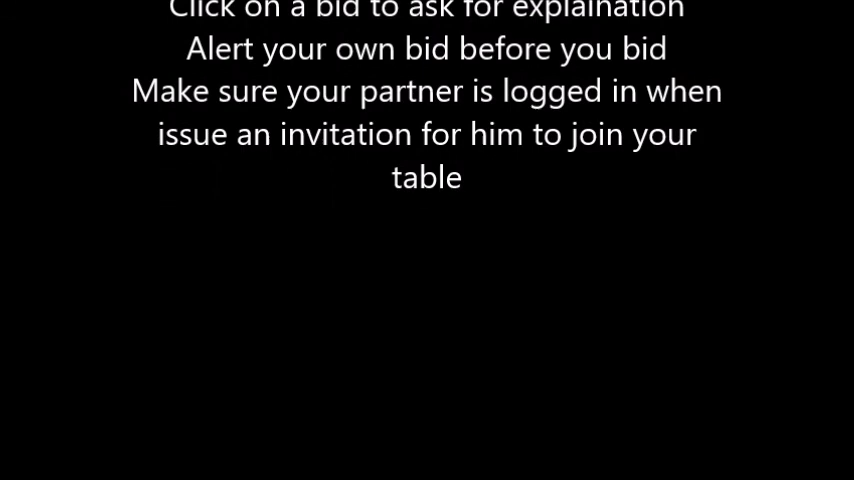 Click on a bid to ask for explaination
Alert your own bid before you bid
Make sure your partner is logged in when
issue an invitation for him to join your
table